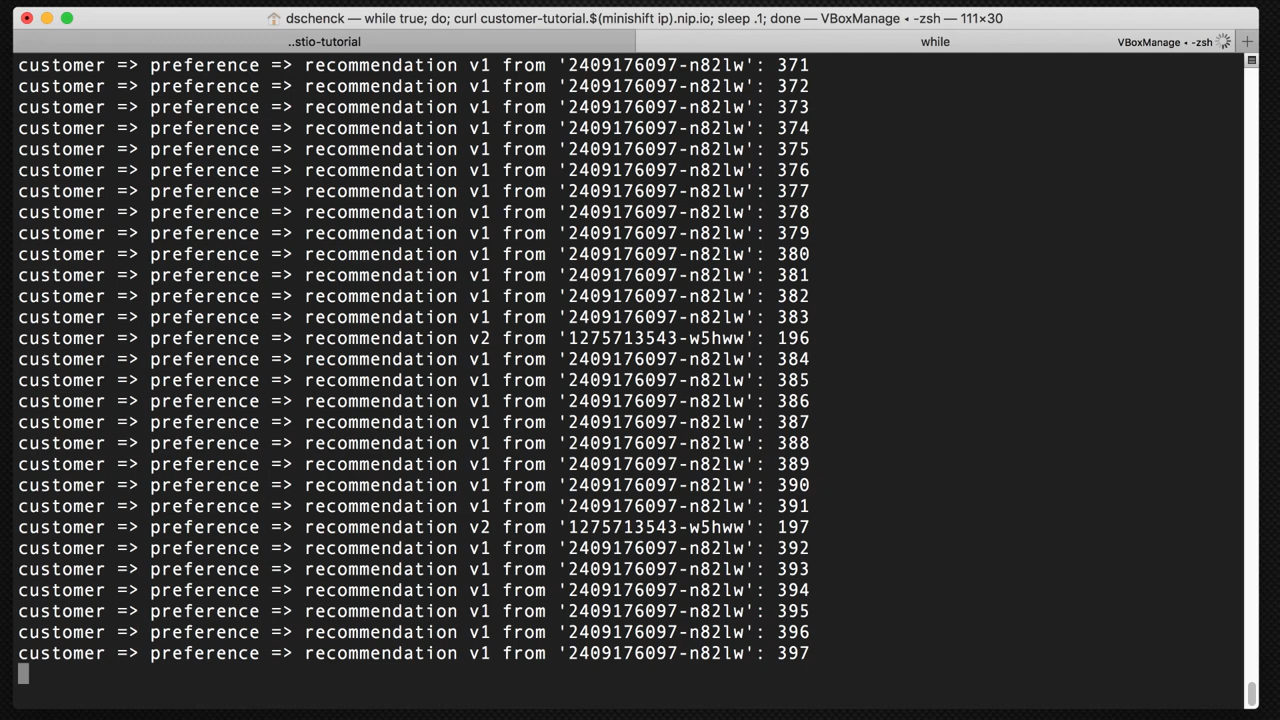 dschenck — while true; do; curl customer-tutorial.$(minishift ip).nip.io; sleep .1; done — VBoxManage ◂ -zsh — 111×30
..stio-tutorial
while
VBoxManage ◂ -zsh
customer => preference => recommendation v1 from '2409176097-n82lw': 371
customer => preference => recommendation v1 from '2409176097-n82lw': 372
customer => preference => recommendation v1 from '2409176097-n82lw': 373
customer => preference => recommendation v1 from '2409176097-n82lw': 374
customer => preference => recommendation v1 from '2409176097-n82lw': 375
customer => preference => recommendation v1 from '2409176097-n82lw': 376
customer => preference => recommendation v1 from '2409176097-n82lw': 377
customer => preference => recommendation v1 from '2409176097-n82lw': 378
customer => preference => recommendation v1 from '2409176097-n82lw': 379
customer => preference => recommendation v1 from '2409176097-n82lw': 380
customer => preference => recommendation v1 from '2409176097-n82lw': 381
customer => preference => recommendation v1 from '2409176097-n82lw': 382
customer => preference => recommendation v1 from '2409176097-n82lw': 383
customer => preference => recommendation v2 from '1275713543-w5hww': 196
customer => preference => recommendation v1 from '2409176097-n82lw': 384
customer => preference => recommendation v1 from '2409176097-n82lw': 385
customer => preference => recommendation v1 from '2409176097-n82lw': 386
customer => preference => recommendation v1 from '2409176097-n82lw': 387
customer => preference => recommendation v1 from '2409176097-n82lw': 388
customer => preference => recommendation v1 from '2409176097-n82lw': 389
customer => preference => recommendation v1 from '2409176097-n82lw': 390
customer => preference => recommendation v1 from '2409176097-n82lw': 391
customer => preference => recommendation v2 from '1275713543-w5hww': 197
customer => preference => recommendation v1 from '2409176097-n82lw': 392
customer => preference => recommendation v1 from '2409176097-n82lw': 393
customer => preference => recommendation v1 from '2409176097-n82lw': 394
customer => preference => recommendation v1 from '2409176097-n82lw': 395
customer => preference => recommendation v1 from '2409176097-n82lw': 396
customer => preference => recommendation v1 from '2409176097-n82lw': 397